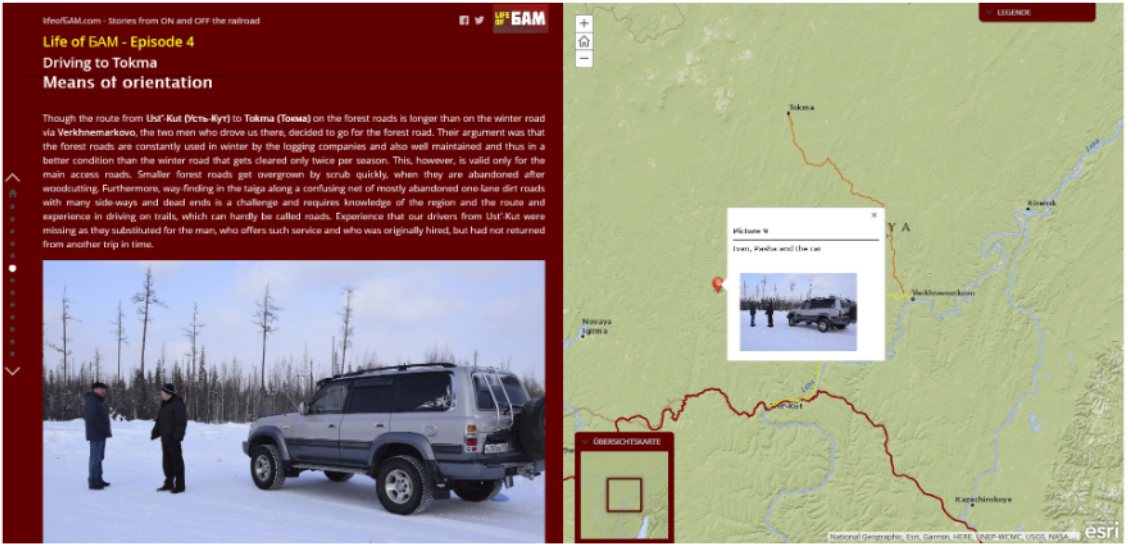 lifeofБAM.com - Stories from ON and OFF the railroad
LIFE OF БAM
Life of БAM - Episode 4
Driving to Tokma
Means of orientation
Though the route from Ust'-Kut (Усть-Кут) to Tokma (Токма) on the forest roads is longer than on the winter road
via Verkhnemarkovo, the two men who drove us there, decided to go for the forest road. Their argument was that
the forest roads are constantly used in winter by the logging companies and also well maintained and thus in a
better condition than the winter road that gets cleared only twice per season. This, however, is valid only for the
main access roads. Smaller forest roads get overgrown by scrub quickly, when they are abandoned after
woodcutting. Furthermore, way-finding in the taiga along a confusing net of mostly abandoned one-lane dirt roads
with many side-ways and dead ends is a challenge and requires knowledge of the region and the route and
experience in driving on trails, which can hardly be called roads. Experience that our drivers from Ust'-Kut were
missing as they substituted for the man, who offers such service and who was originally hired, but had not returned
from another trip in time.
LEGENDE
Tokma
Lena
Kirensk
Y A
Picture 9
Ivan, Pasha and the car
Verkhnemarkovo
Novaya
Igirma
Lena
Ust'-Kut
ÜBERSICHTSKARTE
Kazachinskoye
National Geographic, Esri, Garmin, HERE, UNEP-WCMC, USGS, NASA,
esri